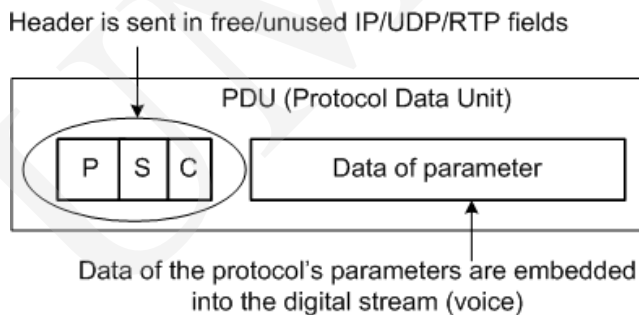 Header is sent in free/unused IP/UDP/RTP fields
PDU (Protocol Data Unit)
P S C Data of parameter
Data of the protocol's parameters are embedded
into the digital stream (voice)